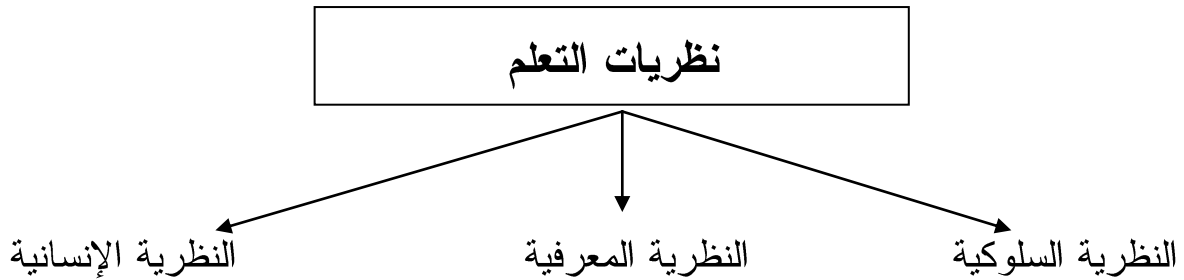 نظريات التعلم
النظرية السلوكية
النظرية المعرفية
النظرية الإنسانية